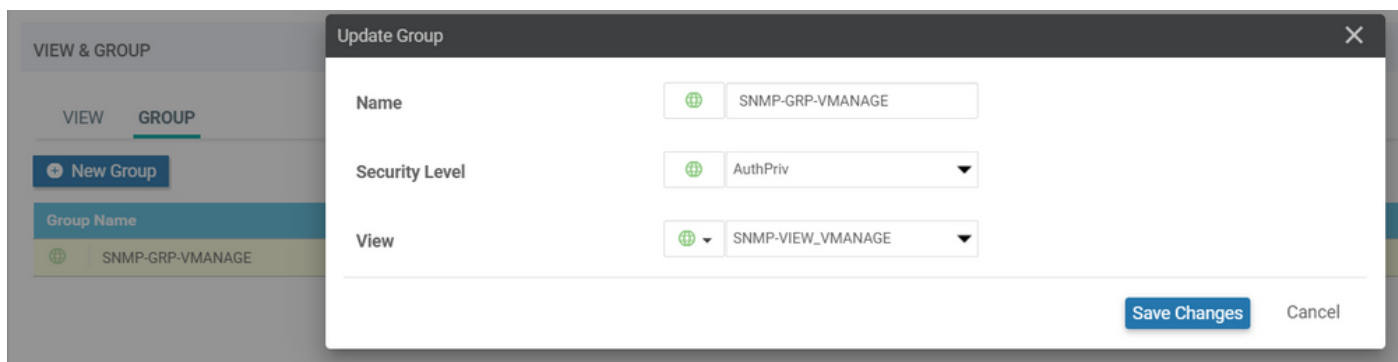 VIEW & GROUP
VIEW GROUP
New Group
Group Name
SNMP-GRP-VMANAGE
Update Group
Name SNMP-GRP-VMANAGE
Security Level AuthPriv
View SNMP-VIEW_VMANAGE
Save Changes Cancel